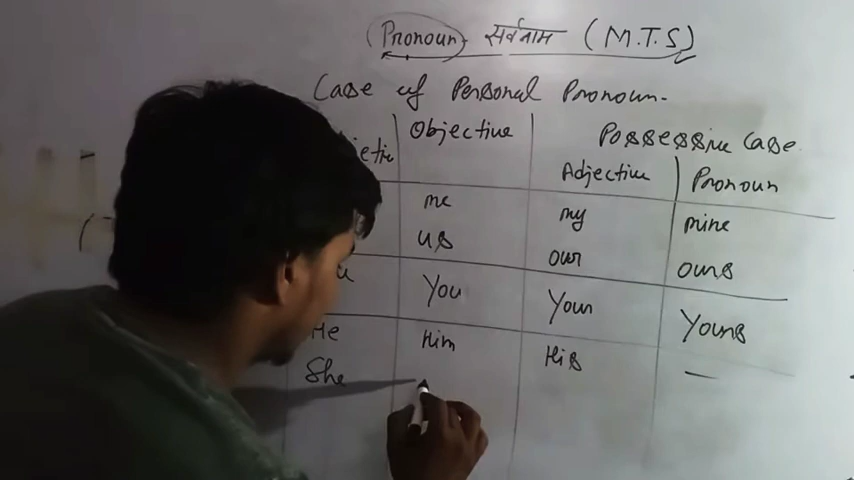 Pronoun सर्वनाम (M.T.S)
Case of Personal Pronoun.
Objective Possessive Case.
Adjective Pronoun
me my mine
us our ours
You Your Yours
He Him His —
She